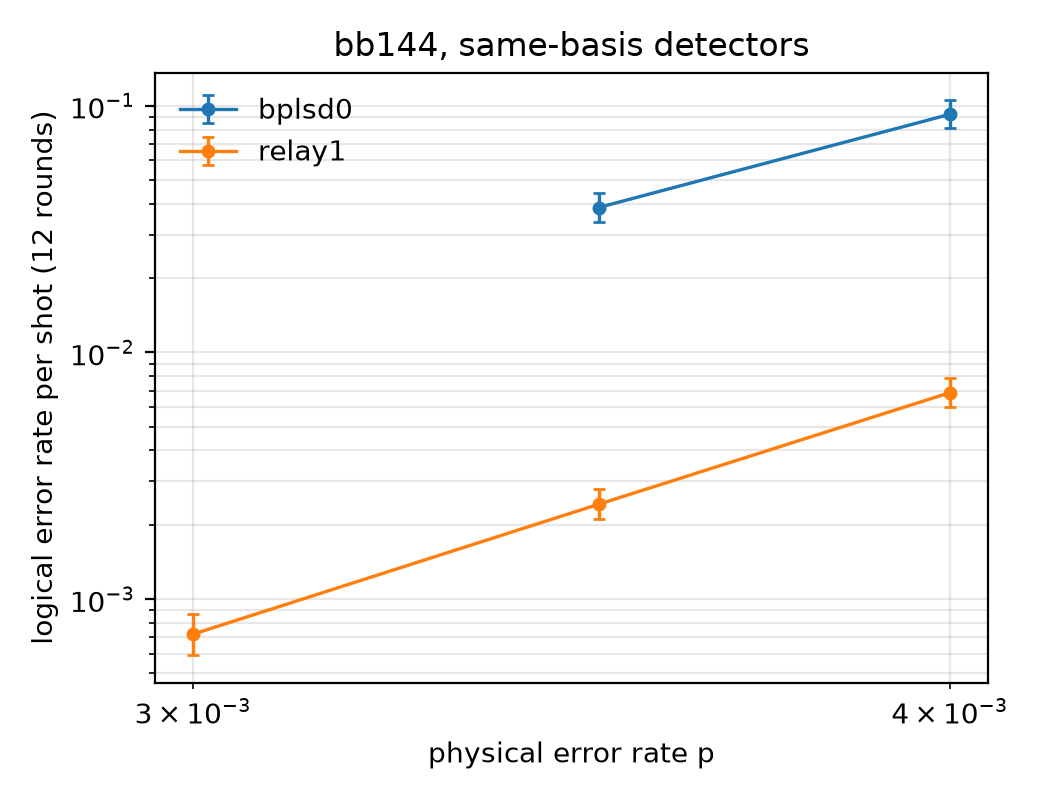 bb144, same-basis detectors
bplsd0
relay1
10⁻¹
10⁻²
10⁻³
logical error rate per shot (12 rounds)
3 × 10⁻³
4 × 10⁻³
physical error rate p